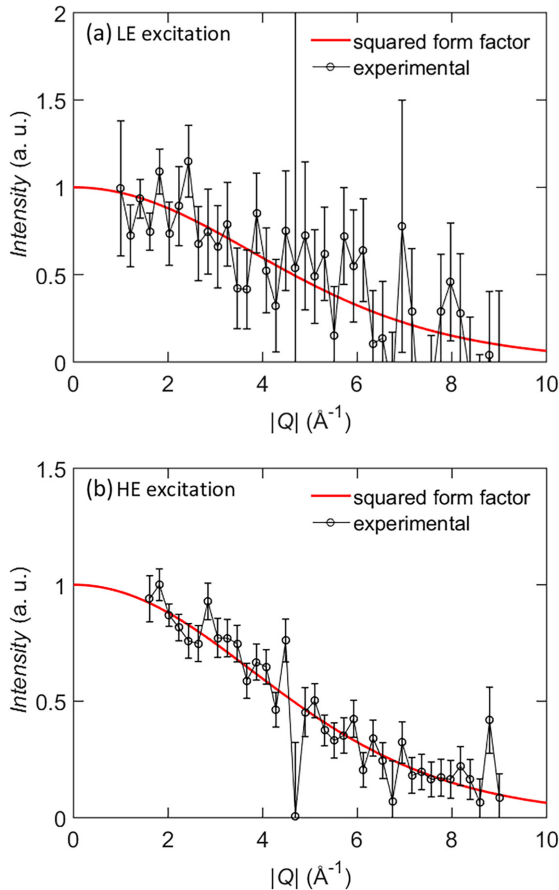 2
(a) LE excitation
squared form factor
experimental
1.5
1
0.5
0
Intensity (a. u.)
0 2 4 6 8 10
|Q| (Å⁻¹)
1.5
(b) HE excitation
squared form factor
experimental
1
0.5
0
Intensity (a. u.)
0 2 4 6 8 10
|Q| (Å⁻¹)